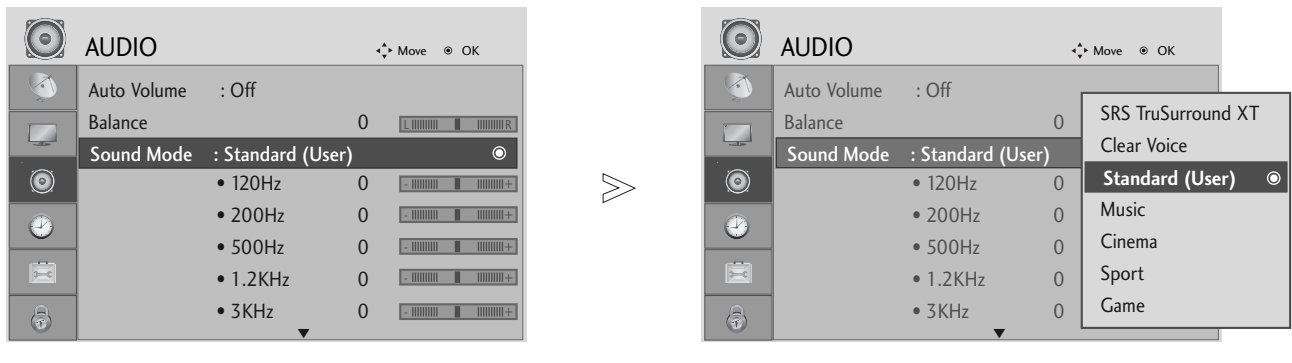 AUDIO
Move OK
Auto Volume : Off
Balance 0 L R
Sound Mode : Standard (User)
• 120Hz 0 - +
• 200Hz 0 - +
• 500Hz 0 - +
• 1.2KHz 0 - +
• 3KHz 0 - +
AUDIO
Move OK
Auto Volume : Off
Balance 0
Sound Mode : Standard (User)
• 120Hz 0
• 200Hz 0
• 500Hz 0
• 1.2KHz 0
• 3KHz 0
SRS TruSurround XT
Clear Voice
Standard (User)
Music
Cinema
Sport
Game